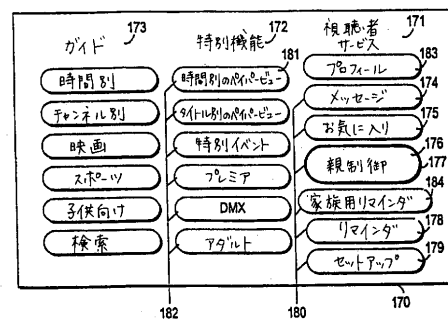 ガイド 173
時間別
チャンネル別
映画
スポーツ
子供向け
検索
特別機能 172
181
時間別のペイパービュー
タイトル別のペイパービュー
特別イベント
プレミア
DMX
アダルト
182
視聴者 171
サービス
183
プロフィール
174
メッセージ
175
お気に入り
176
親制御 177
184
家族用リマインダ
178
リマインダ
179
セットアップ
180
170